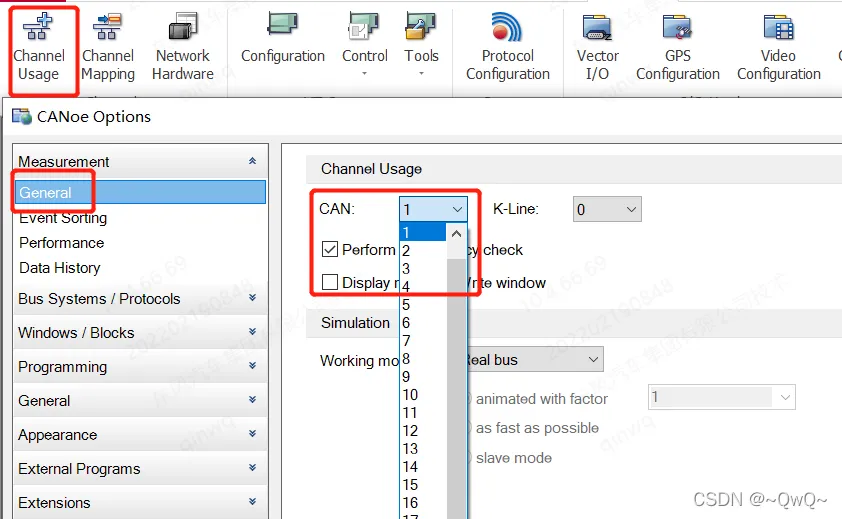 Channel Usage
Channel Mapping
Network Hardware
Configuration
Control
Tools
Protocol Configuration
Vector I/O
GPS Configuration
Video Configuration
CANoe Options
Measurement
General
Event Sorting
Performance
Data History
Bus Systems / Protocols
Windows / Blocks
Programming
General
Appearance
External Programs
Extensions
Channel Usage
CAN: 1 K-Line: 0
1
2
3
4
5
6
7
8
9
10
11
12
13
14
15
16
17
Perform cy check
Display Write window
Simulation
Working mo Real bus
animated with factor 1
as fast as possible
slave mode
CSDN @~QwQ~